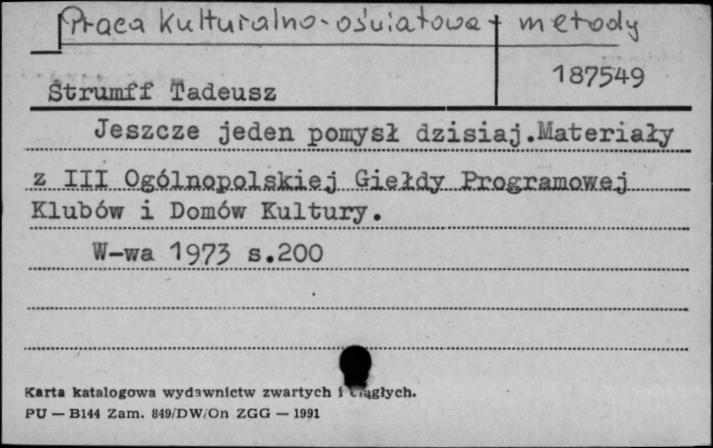 Praca kulturalno-oświatowa + metody
187549
Strumff Tadeusz
Jeszcze jeden pomysł dzisiaj.Materiały
z III Ogólnopolskiej Giełdy Programowej
Klubów i Domów Kultury.
W-wa 1973 s.200
Karta katalogowa wydawnictw zwartych i ciągłych.
PU — B144 Zam. 849/DW/On ZGG — 1991